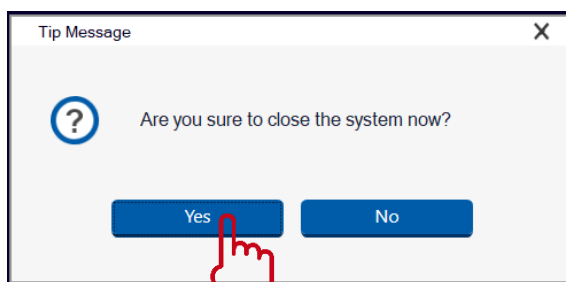 Tip Message
X
?
Are you sure to close the system now?
Yes
No